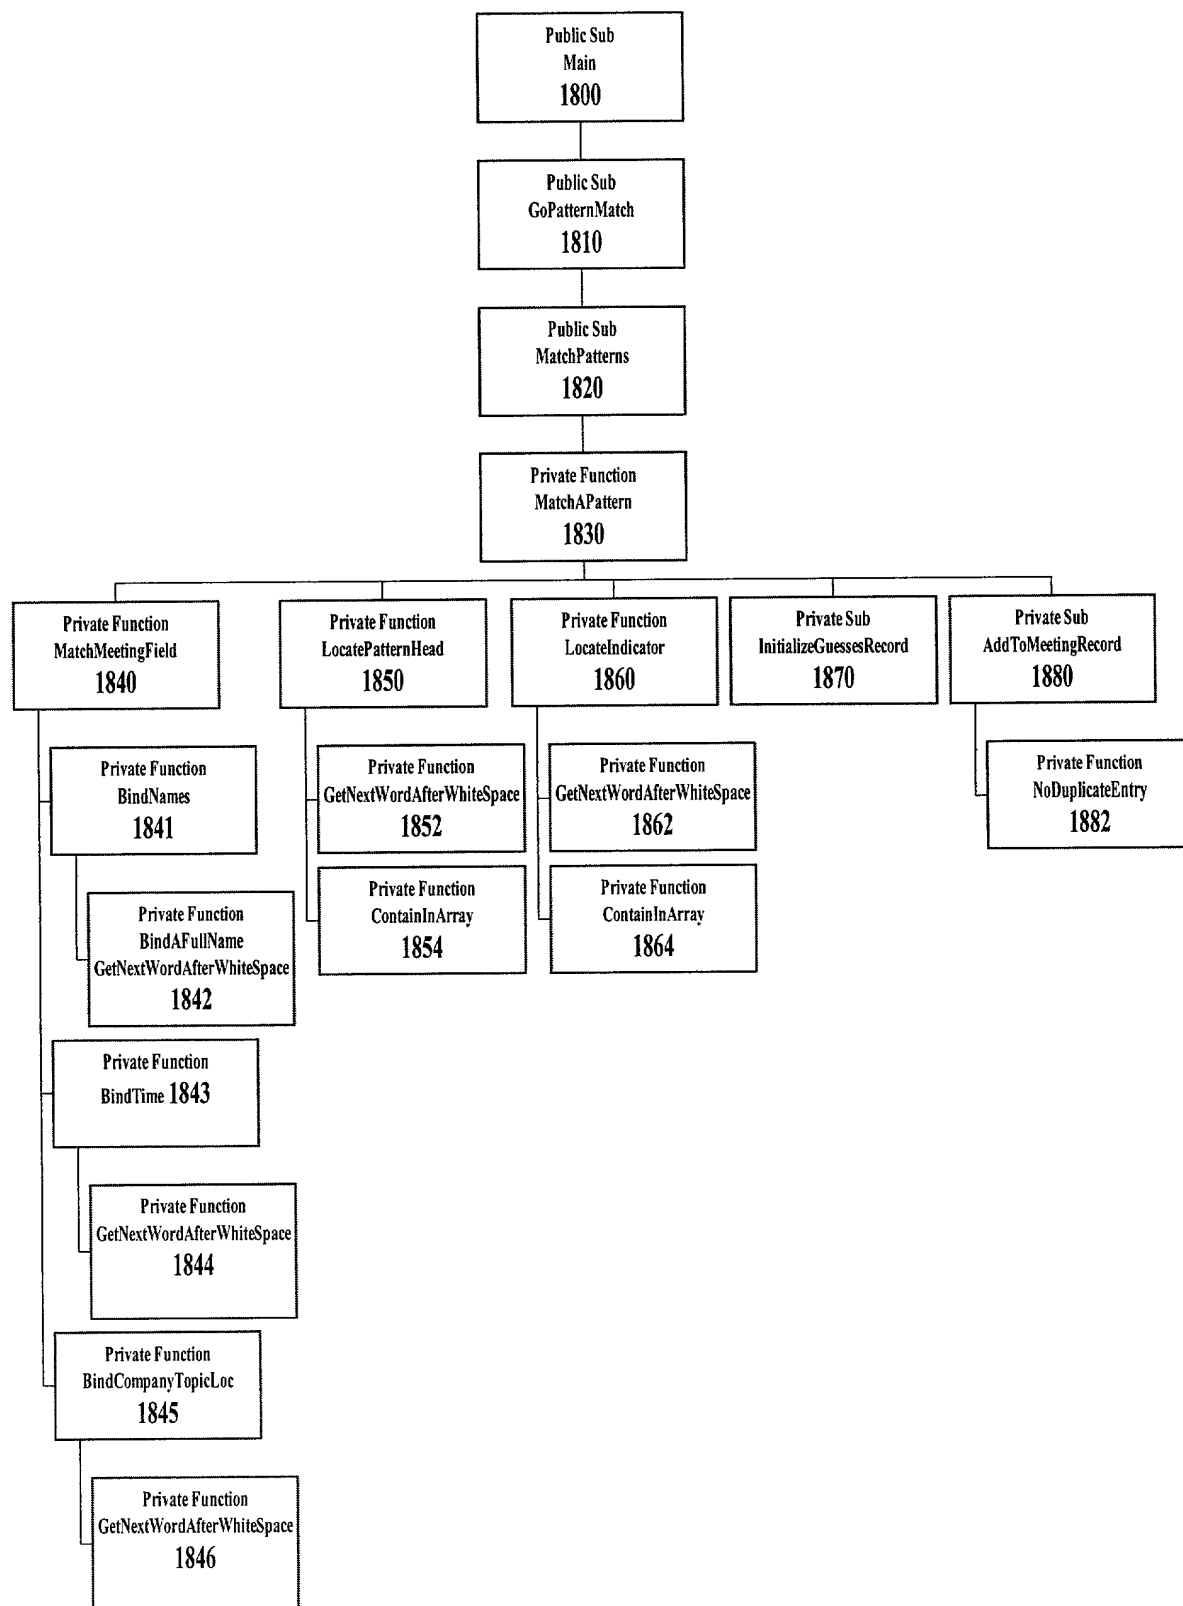 Public Sub
Main
1800
Public Sub
GoPatternMatch
1810
Public Sub
MatchPatterns
1820
Private Function
MatchAPattern
1830
Private Function
MatchMeetingField
1840
Private Function
LocatePatternHead
1850
Private Function
LocateIndicator
1860
Private Sub
InitializeGuessesRecord
1870
Private Sub
AddToMeetingRecord
1880
Private Function
BindNames
1841
Private Function
GetNextWordAfterWhiteSpace
1852
Private Function
GetNextWordAfterWhiteSpace
1862
Private Function
NoDuplicateEntry
1882
Private Function
ContainInArray
1854
Private Function
ContainInArray
1864
Private Function
BindAFullName
GetNextWordAfterWhiteSpace
1842
Private Function
BindTime 1843
Private Function
GetNextWordAfterWhiteSpace
1844
Private Function
BindCompanyTopicLoc
1845
Private Function
GetNextWordAfterWhiteSpace
1846